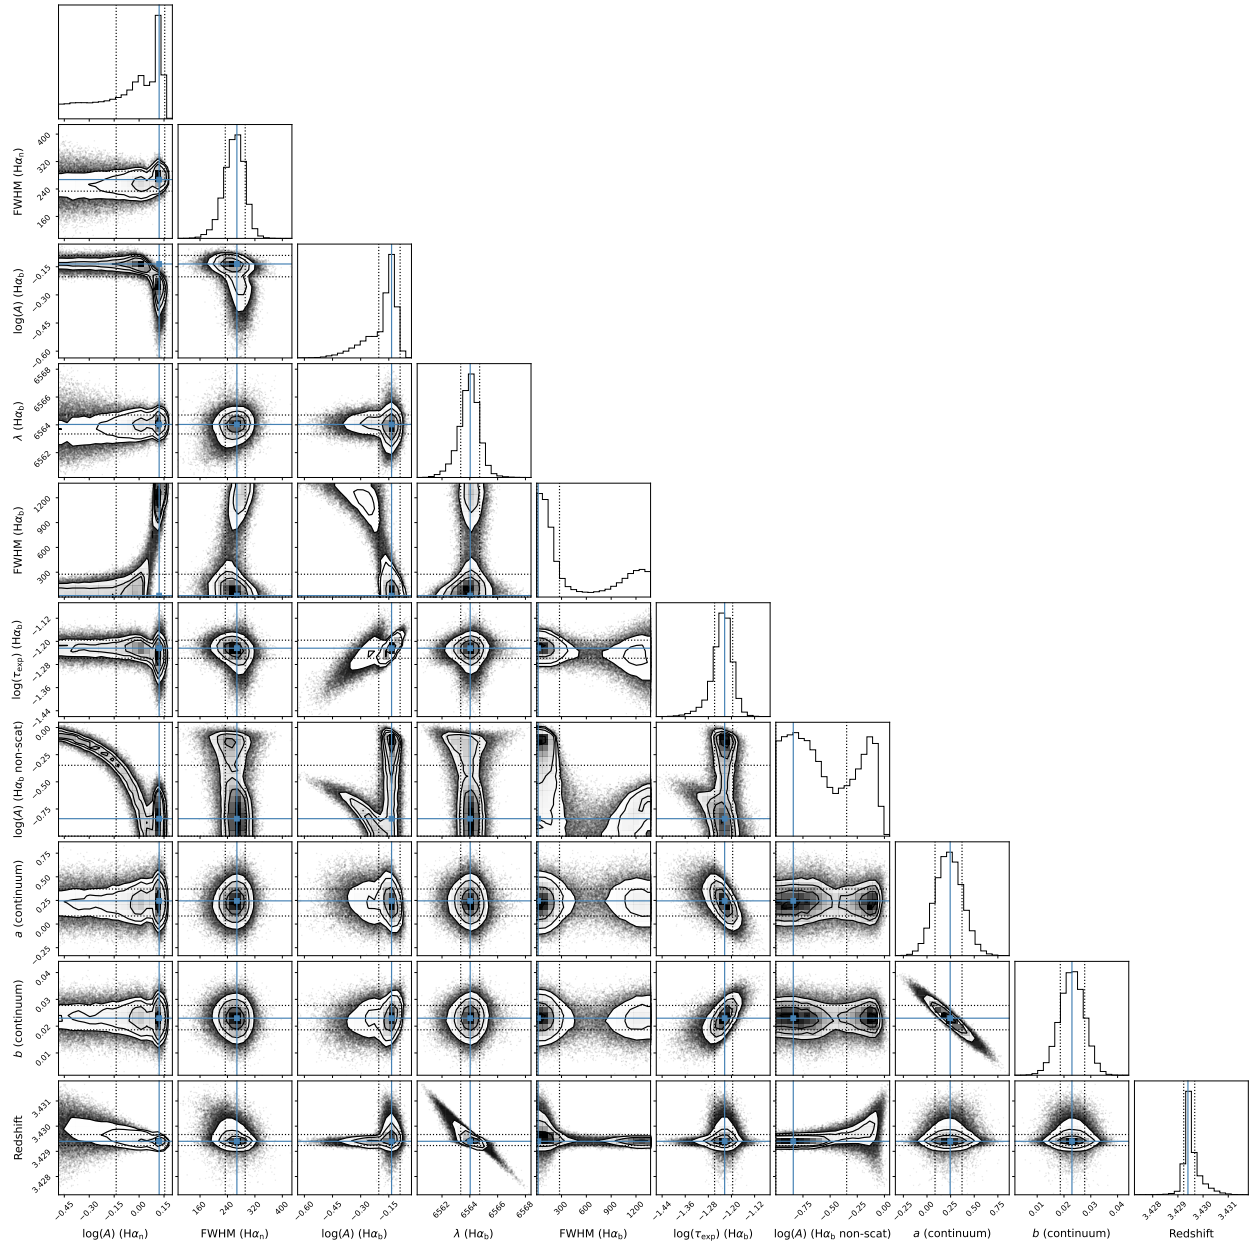 400
320
240
160
FWHM (Hαn)
−0.15
−0.30
−0.45
−0.60
log(A) (Hαb)
6568
6566
6564
6562
λ (Hαb)
1200
900
600
300
FWHM (Hαb)
−1.12
−1.20
−1.28
−1.36
−1.44
log(τexp) (Hαb)
0.00
−0.25
−0.50
−0.75
log(A) (Hαb non-scat)
0.75
0.50
0.25
0.00
−0.25
a (continuum)
0.04
0.03
0.02
0.01
b (continuum)
3.431
3.430
3.429
3.428
Redshift
−0.45 −0.30 −0.15 0.00 0.15
160 240 320 400
−0.60 −0.45 −0.30 −0.15
6562 6564 6566 6568
300 600 900 1200
−1.44 −1.36 −1.28 −1.20 −1.12
−0.75 −0.50 −0.25 0.00
−0.25 0.00 0.25 0.50 0.75
0.01 0.02 0.03 0.04
3.428 3.429 3.430 3.431
log(A) (Hαn) FWHM (Hαn) log(A) (Hαb) λ (Hαb) FWHM (Hαb) log(τexp) (Hαb) log(A) (Hαb non-scat) a (continuum) b (continuum) Redshift